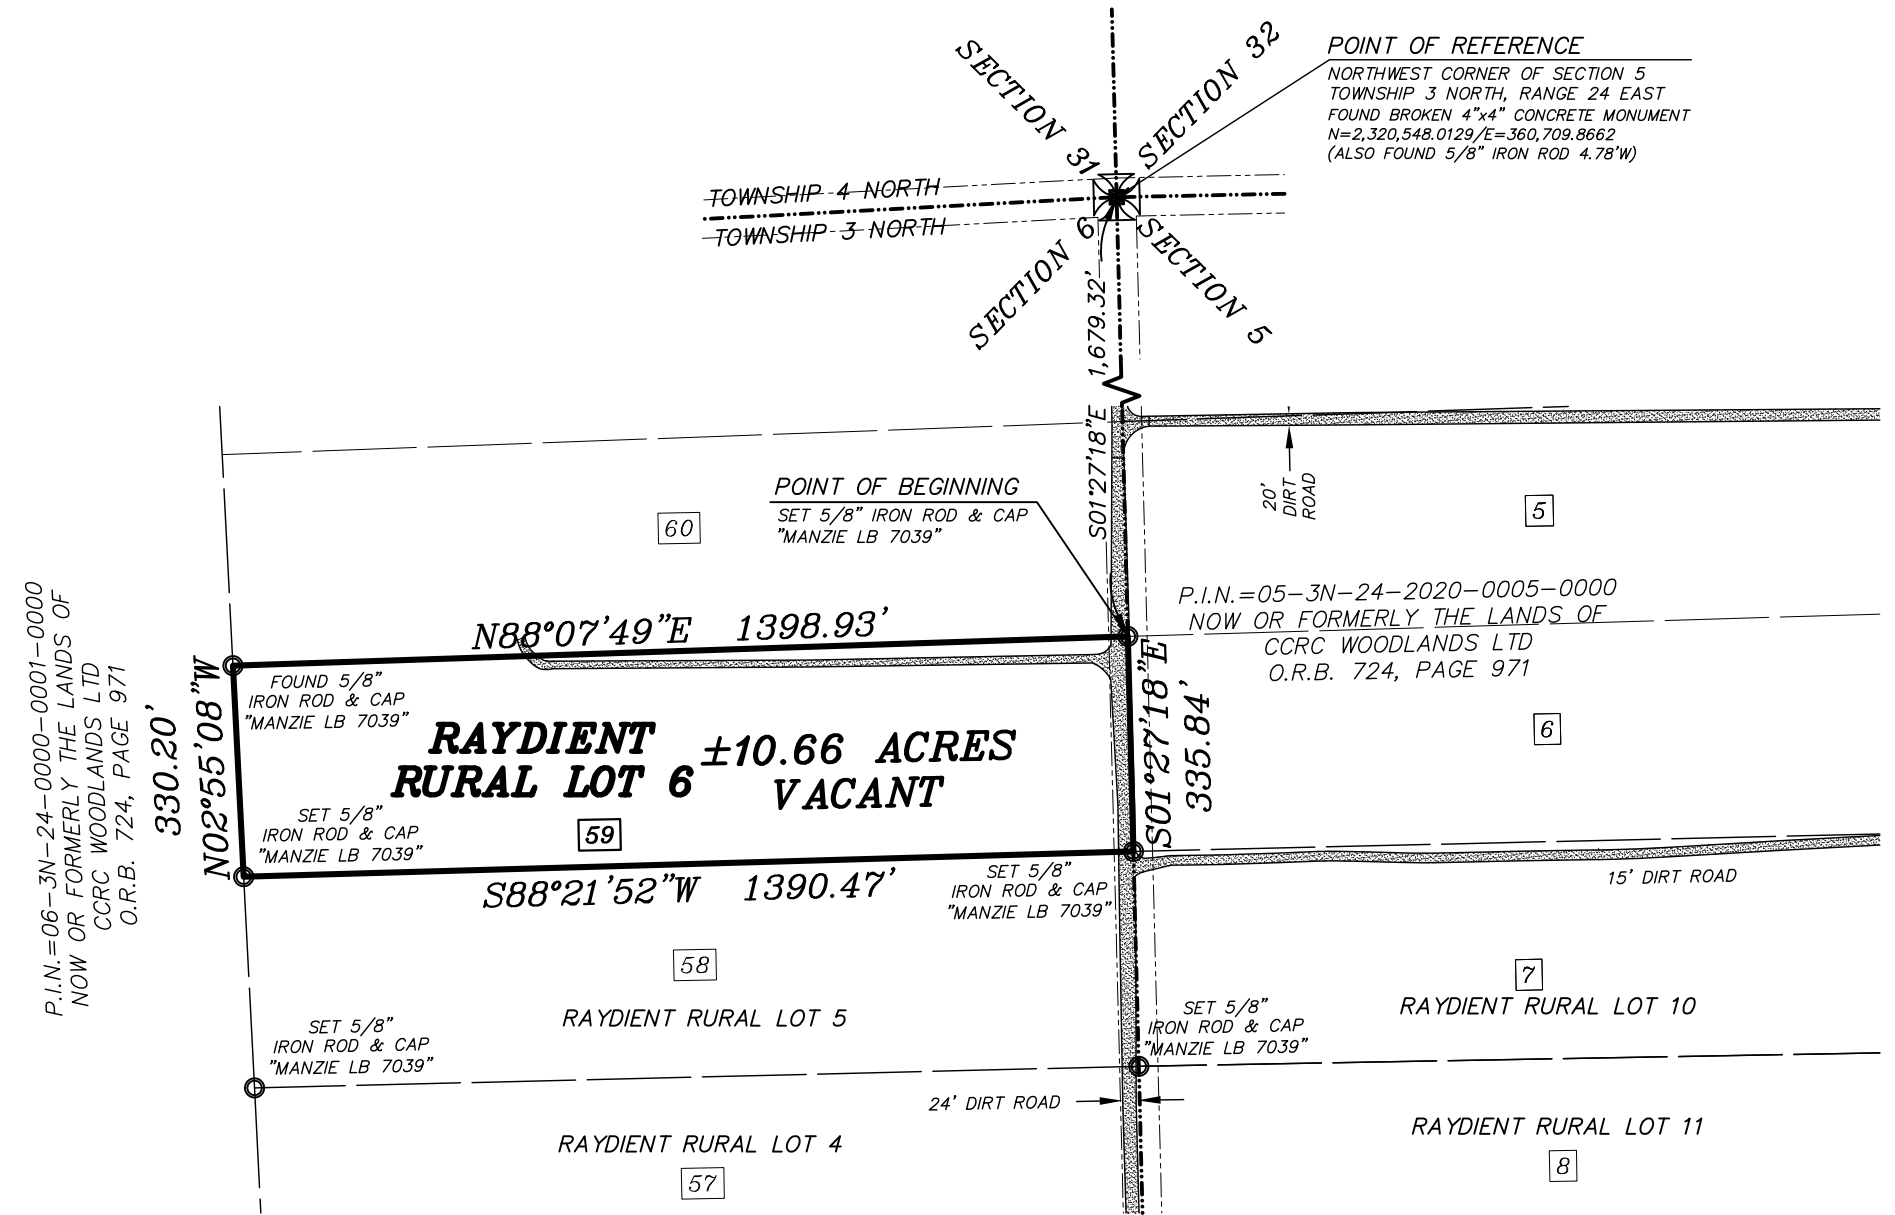 SECTION 31
SECTION 32
SECTION 6
SECTION 5
POINT OF REFERENCE
NORTHWEST CORNER OF SECTION 5
TOWNSHIP 3 NORTH, RANGE 24 EAST
FOUND BROKEN 4"x4" CONCRETE MONUMENT
N=2,320,548.0129/E=360,709.8662
(ALSO FOUND 5/8" IRON ROD 4.78'W)
TOWNSHIP 4 NORTH
TOWNSHIP 3 NORTH
S01°27'18"E 1,679.32'
POINT OF BEGINNING
SET 5/8" IRON ROD & CAP
"MANZIE LB 7039"
60
20'
DIRT
ROAD
5
P.I.N.=05-3N-24-2020-0005-0000
NOW OR FORMERLY THE LANDS OF
CCRC WOODLANDS LTD
O.R.B. 724, PAGE 971
P.I.N.=06-3N-24-0000-0001-0000
NOW OR FORMERLY THE LANDS OF
CCRC WOODLANDS LTD
O.R.B. 724, PAGE 971
330.20'
N02°55'08"W
N88°07'49"E 1398.93'
FOUND 5/8"
IRON ROD & CAP
"MANZIE LB 7039"
RAYDIENT
RURAL LOT 6
±10.66 ACRES
VACANT
S01°27'18"E
335.84'
6
SET 5/8"
IRON ROD & CAP
"MANZIE LB 7039"
59
S88°21'52"W 1390.47'
SET 5/8"
IRON ROD & CAP
"MANZIE LB 7039"
15' DIRT ROAD
58
RAYDIENT RURAL LOT 5
7
RAYDIENT RURAL LOT 10
SET 5/8"
IRON ROD & CAP
"MANZIE LB 7039"
SET 5/8"
IRON ROD & CAP
"MANZIE LB 7039"
24' DIRT ROAD
RAYDIENT RURAL LOT 4
57
RAYDIENT RURAL LOT 11
8